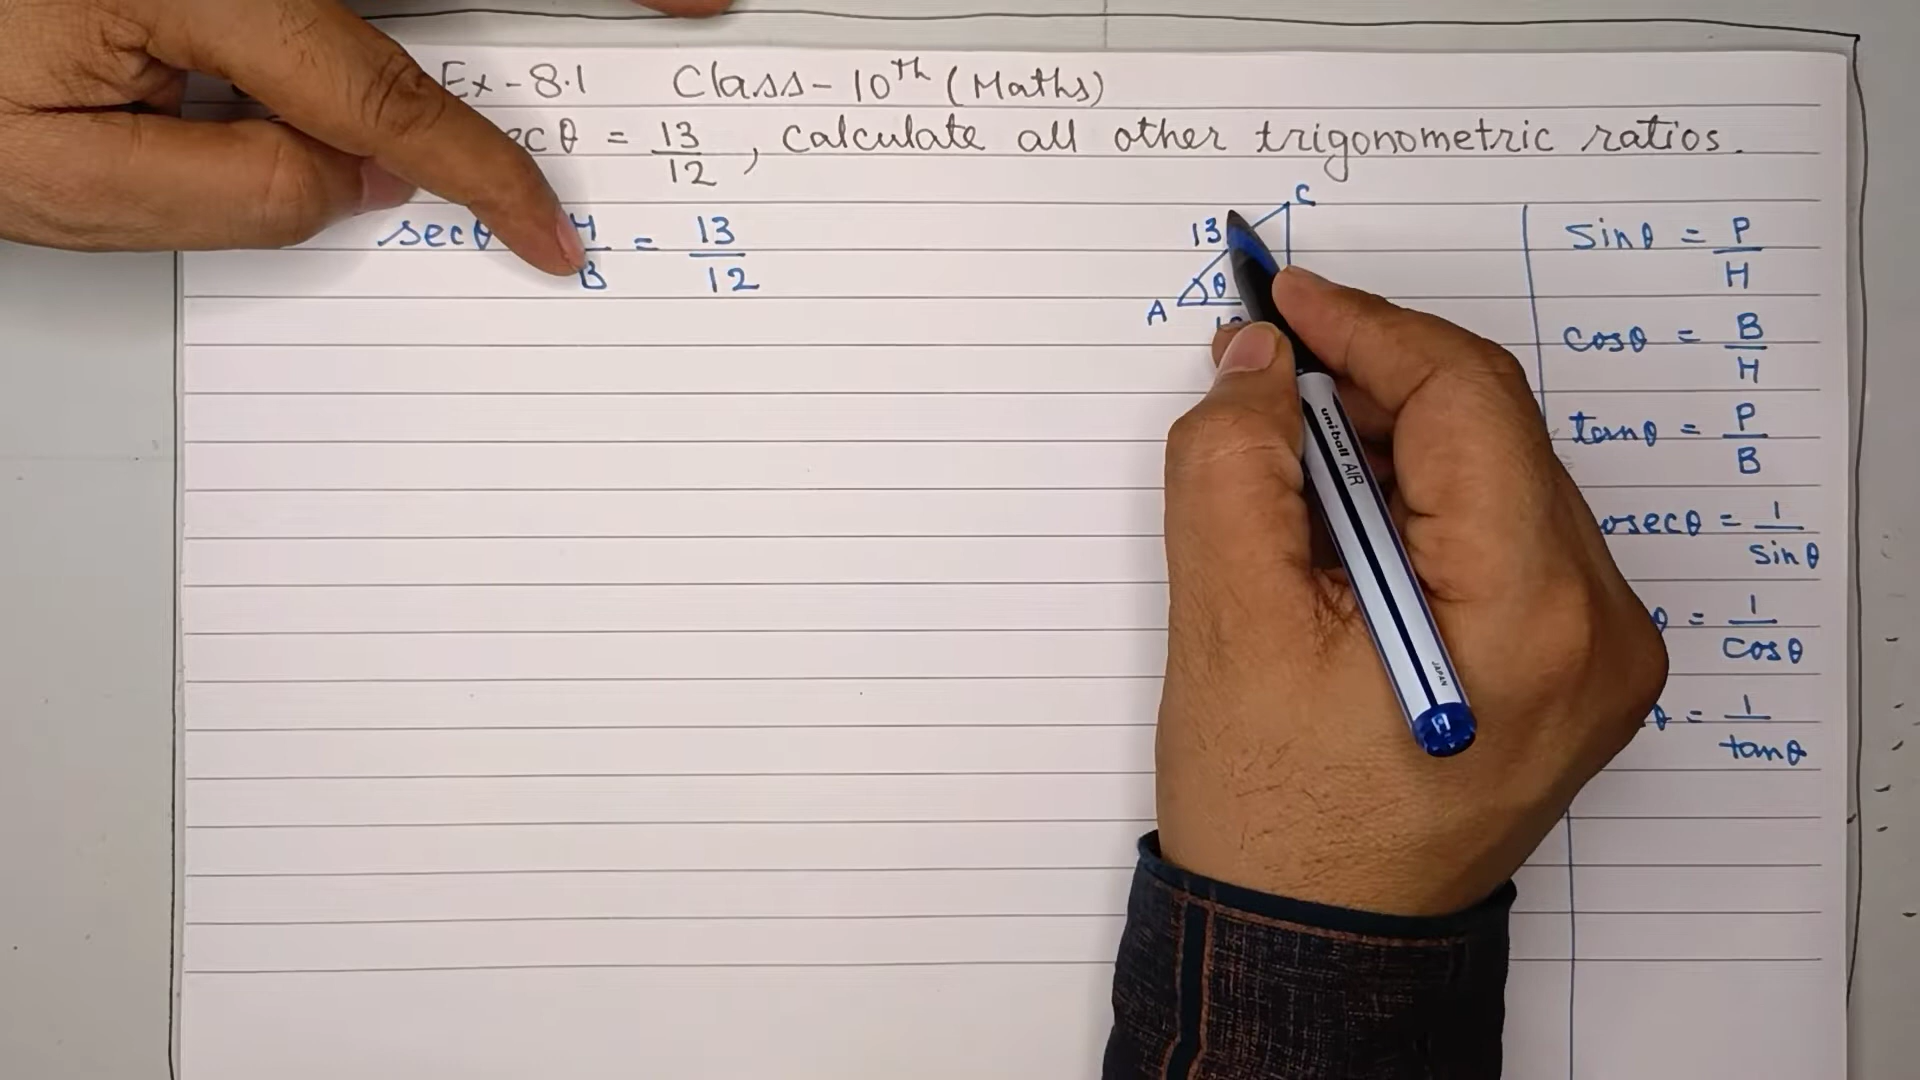 Ex-8.1 Class-10th (Maths)
secθ = 13/12, calculate all other trigonometric ratios.
secθ H/B = 13/12
C
13
θ
A
sinθ = P/H
cosθ = B/H
tanθ = P/B
osecθ = 1/sinθ
θ = 1/cosθ
θ = 1/tanθ
uniball AIR
JAPAN